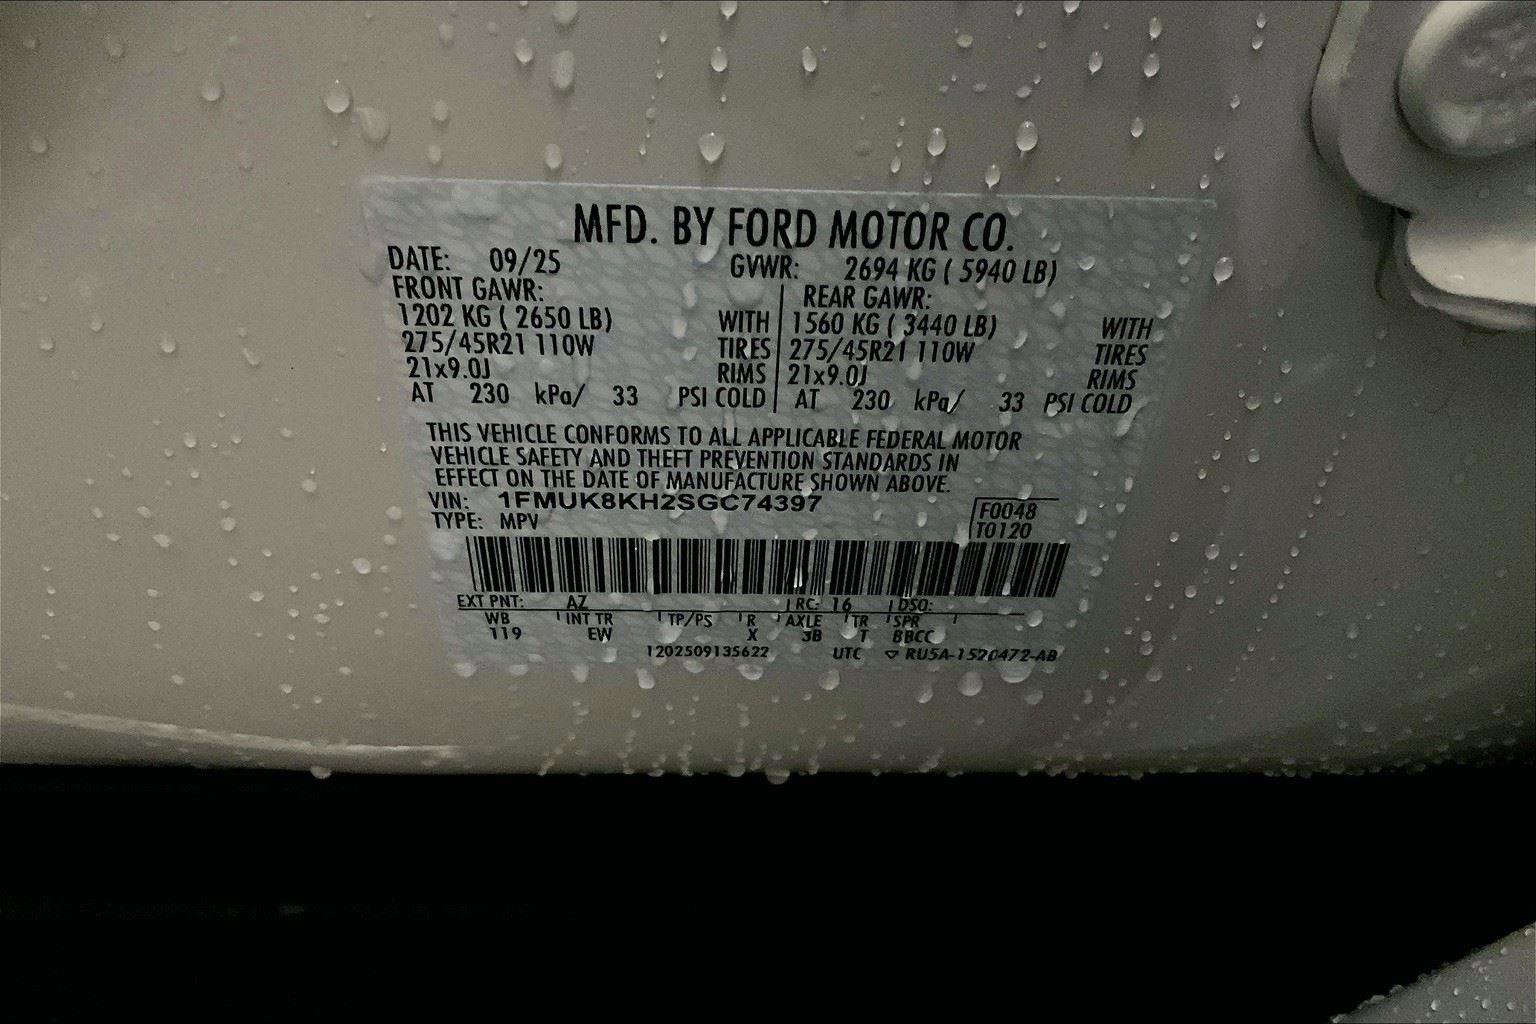 MFD. BY FORD MOTOR CO.
DATE: 09/25 GVWR: 2694 KG ( 5940 LB)
FRONT GAWR: REAR GAWR:
1202 KG ( 2650 LB) WITH 1560 KG ( 3440 LB) WITH
275/45R21 110W TIRES 275/45R21 110W TIRES
21x9.0J RIMS 21x9.0J RIMS
AT 230 kPa/ 33 PSI COLD AT 230 kPa/ 33 PSI COLD
THIS VEHICLE CONFORMS TO ALL APPLICABLE FEDERAL MOTOR
VEHICLE SAFETY AND THEFT PREVENTION STANDARDS IN
EFFECT ON THE DATE OF MANUFACTURE SHOWN ABOVE.
VIN: 1FMUK8KH2SGC74397 F0048
TYPE: MPV T0120
EXT PNT: AZ RC: 16 DSO:
WB INT TR TP/PS R AXLE TR SPR
119 EW X 3B T BBCC
1202509135622 UTC ▽ RU5A-1520472-AB